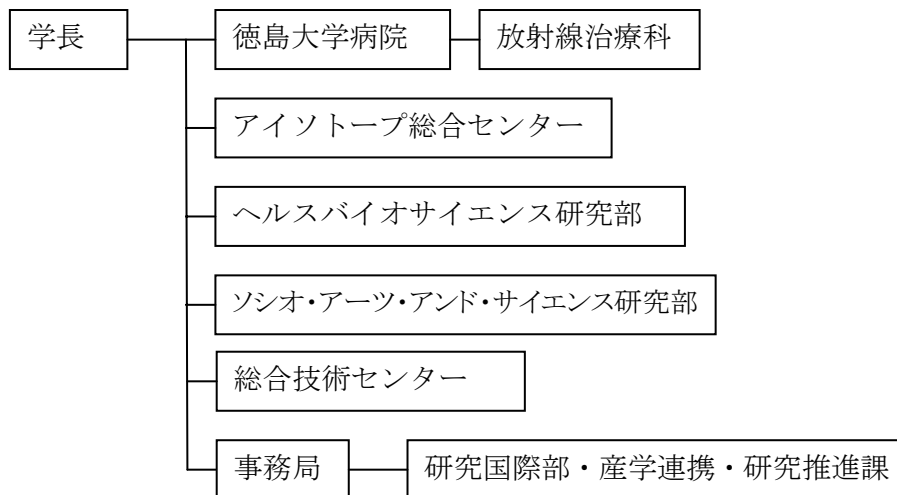 学長
徳島大学病院
放射線治療科
アイソトープ総合センター
ヘルスバイオサイエンス研究部
ソシオ・アーツ・アンド・サイエンス研究部
総合技術センター
事務局
研究国際部・産学連携・研究推進課